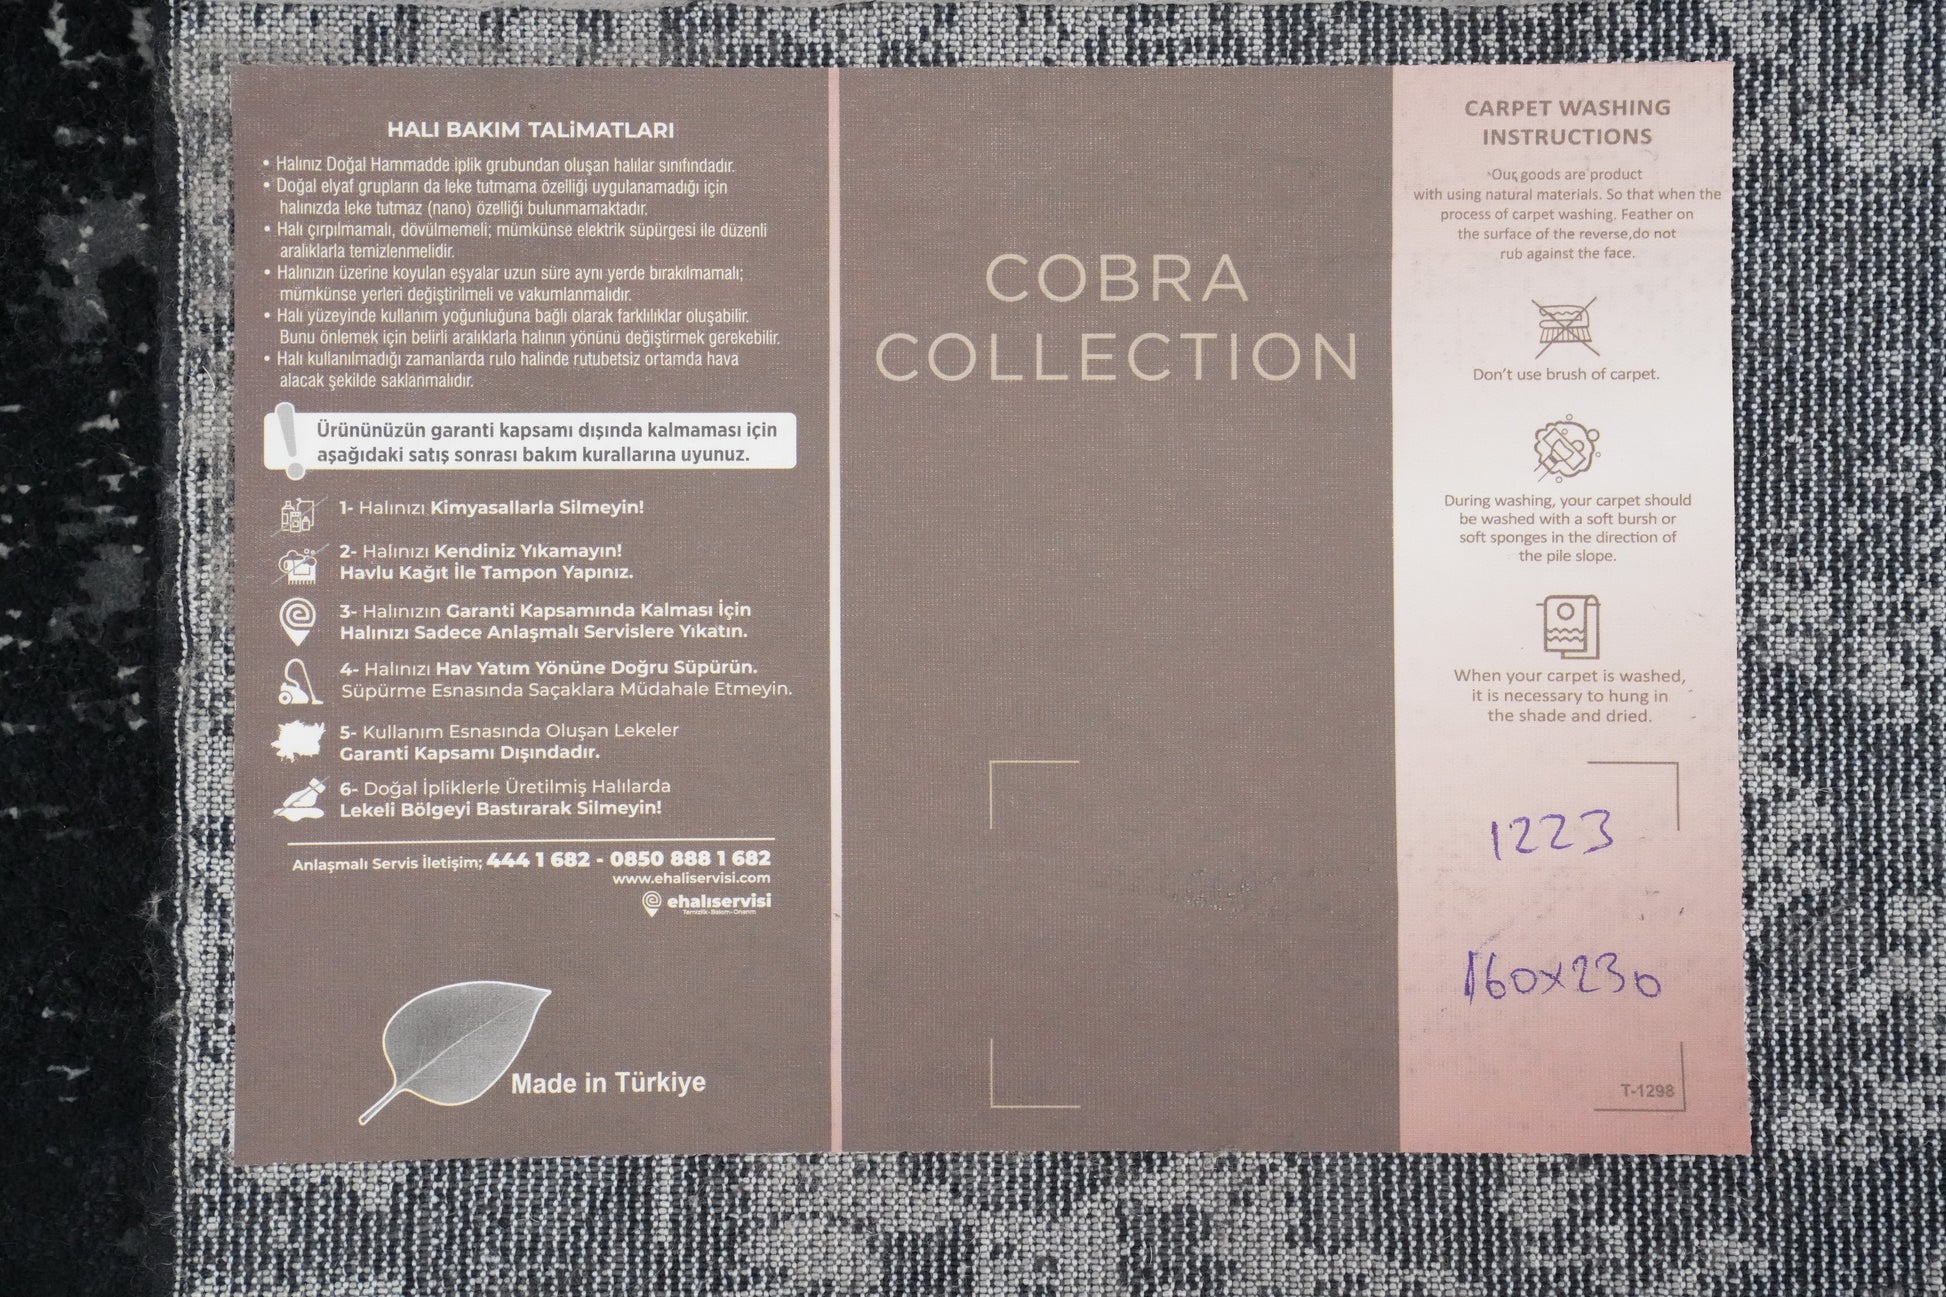 HALI BAKIM TALiMATLARI
• Halınız Doğal Hammadde iplik grubundan oluşan halılar sınıfındadır.
• Doğal elyaf grupların da leke tutmama özelliği uygulanamadığı için
halınızda leke tutmaz (nano) özelliği bulunmamaktadır.
• Halı çırpılmamalı, dövülmemeli; mümkünse elektrik süpürgesi ile düzenli
aralıklarla temizlenmelidir.
• Halınızın üzerine koyulan eşyalar uzun süre aynı yerde bırakılmamalı;
mümkünse yerleri değiştirilmeli ve vakumlanmalıdır.
• Halı yüzeyinde kullanım yoğunluğuna bağlı olarak farklılıklar oluşabilir.
Bunu önlemek için belirli aralıklarla halının yönünü değiştirmek gerekebilir.
• Halı kullanılmadığı zamanlarda rulo halinde rutubetsiz ortamda hava
alacak şekilde saklanmalıdır.
Ürününüzün garanti kapsamı dışında kalmaması için
aşağıdaki satış sonrası bakım kurallarına uyunuz.
1- Halınızı Kimyasallarla Silmeyin!
2- Halınızı Kendiniz Yıkamayın!
Havlu Kağıt İle Tampon Yapınız.
3- Halınızın Garanti Kapsamında Kalması İçin
Halınızı Sadece Anlaşmalı Servislere Yıkatın.
4- Halınızı Hav Yatım Yönüne Doğru Süpürün.
Süpürme Esnasında Saçaklara Müdahale Etmeyin.
5- Kullanım Esnasında Oluşan Lekeler
Garanti Kapsamı Dışındadır.
6- Doğal İpliklerle Üretilmiş Halılarda
Lekeli Bölgeyi Bastırarak Silmeyin!
Anlaşmalı Servis İletişim; 444 1 682 - 0850 888 1 682
www.ehaliservisi.com
ehalıservisi
Temizlik-Bakım-Onarım
Made in Türkiye
COBRA
COLLECTION
CARPET WASHING
INSTRUCTIONS
Our goods are product
with using natural materials. So that when the
process of carpet washing. Feather on
the surface of the reverse,do not
rub against the face.
Don't use brush of carpet.
During washing, your carpet should
be washed with a soft bursh or
soft sponges in the direction of
the pile slope.
When your carpet is washed,
it is necessary to hung in
the shade and dried.
1223
160x230
T-1298